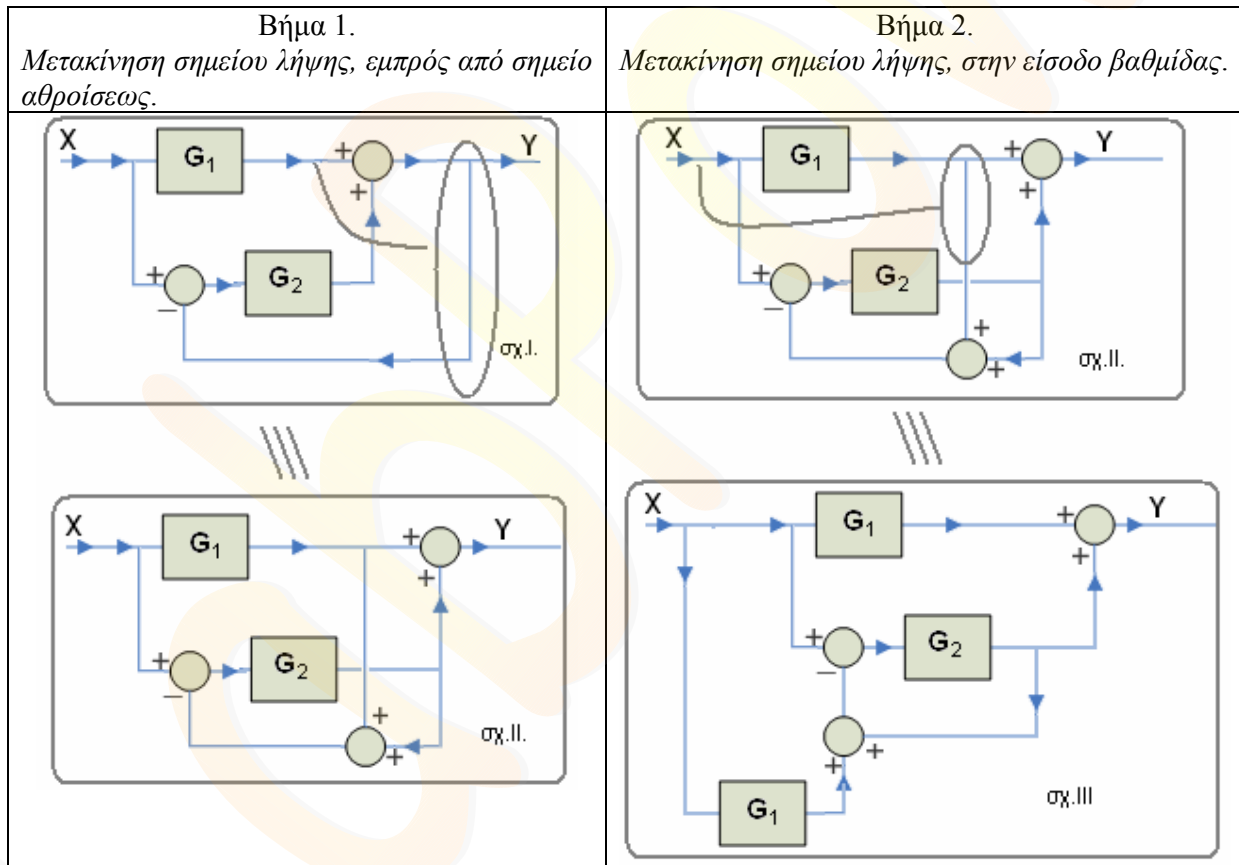 Βήμα 1.
Μετακίνηση σημείου λήψης, εμπρός από σημείο
αθροίσεως.
X
G1
+
+
Y
+
G2
−
σχ.I.
X
G1
+
+
Y
+
G2
−
+
+
σχ.II.
Βήμα 2.
Μετακίνηση σημείου λήψης, στην είσοδο βαθμίδας.
X
G1
+
+
Y
+
G2
−
+
+
σχ.II.
X
G1
+
+
Y
+
G2
−
+
+
G1
σχ.III